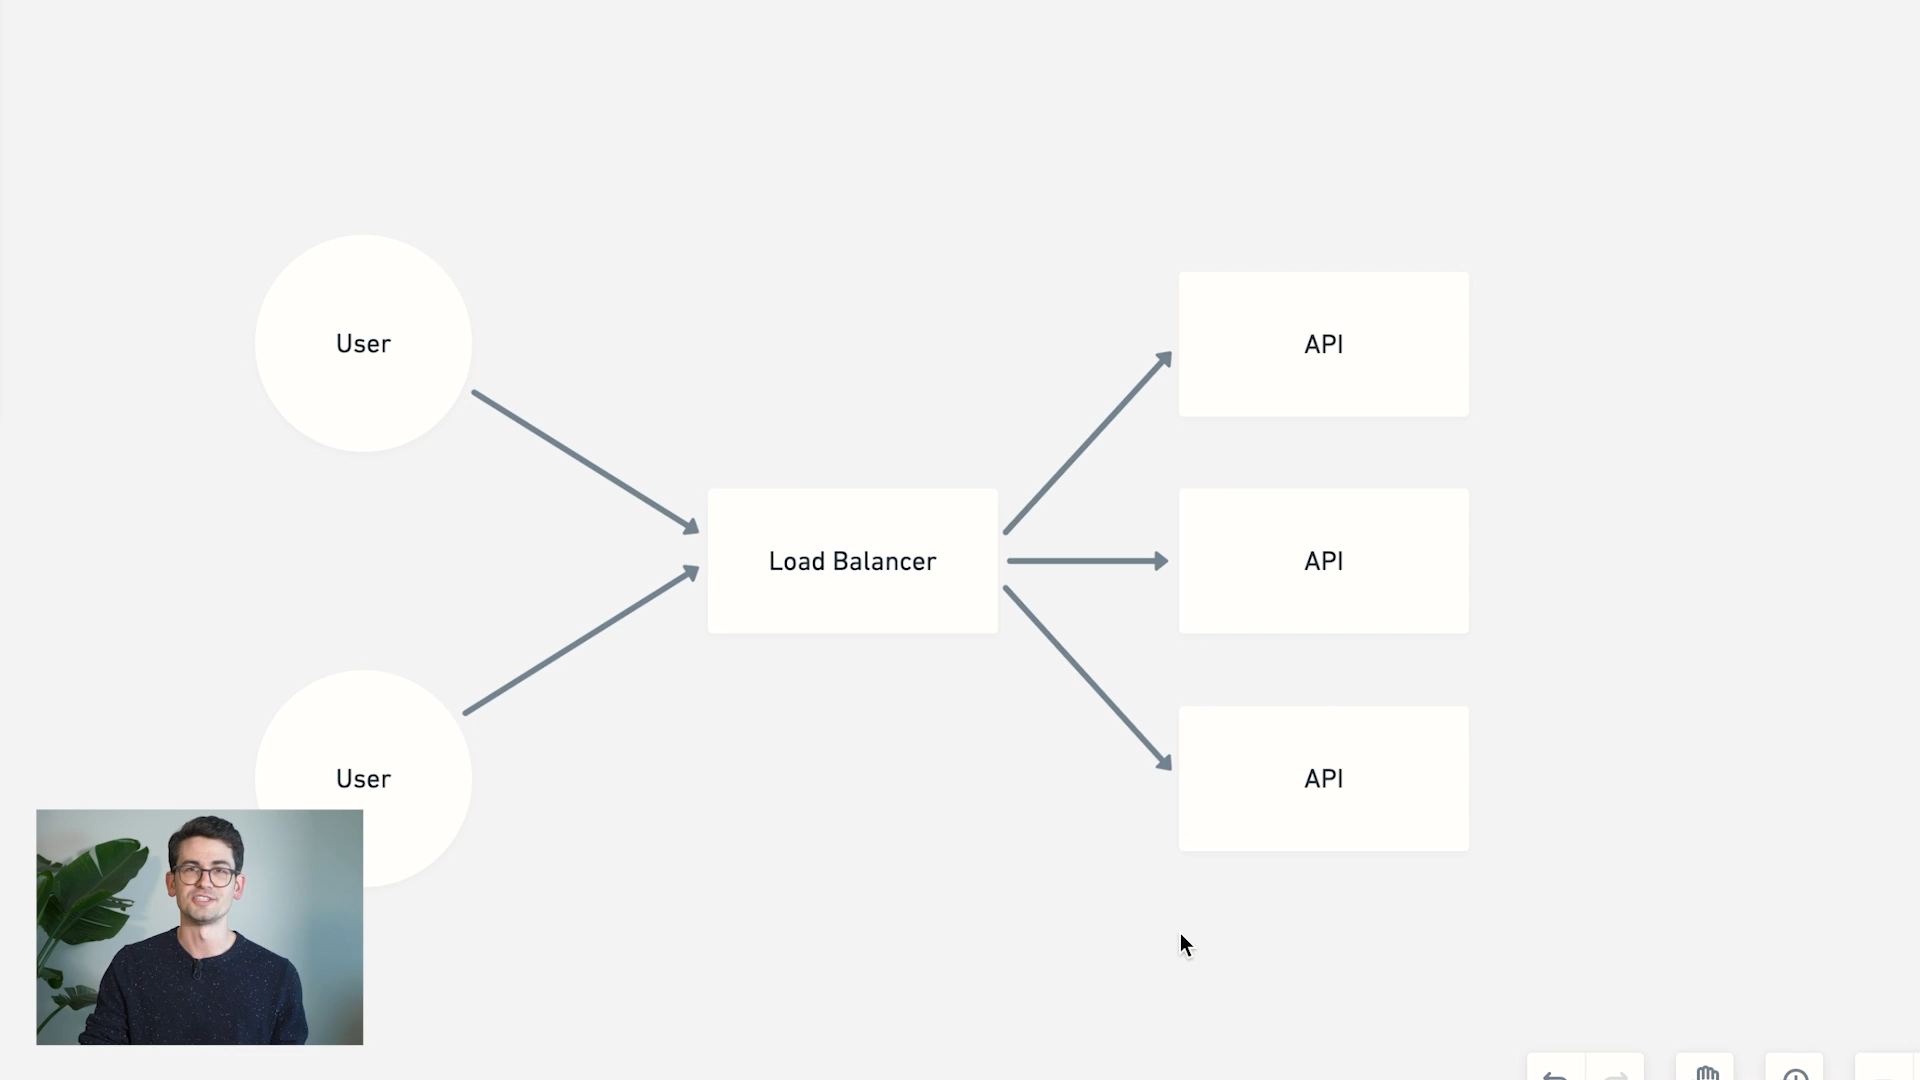 User
API
Load Balancer
API
User
API